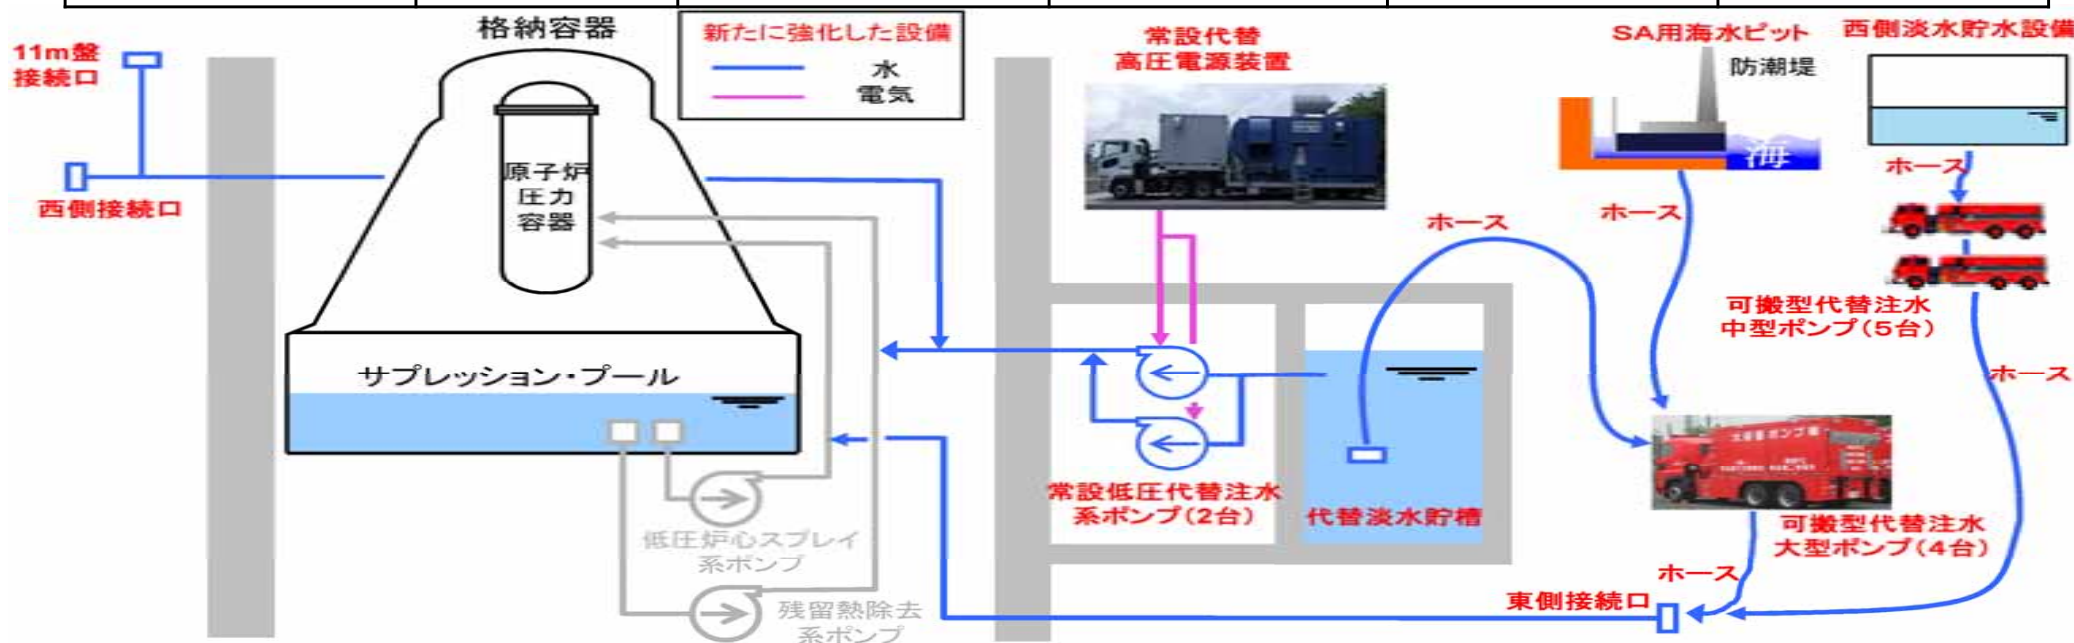 格納容器
11m盤
接続口
西側接続口
新たに強化した設備
水
電気
常設代替
高圧電源装置
SA用海水ピット
防潮堤
海
西側淡水貯水設備
ホース
ホース
ホース
原子炉
圧力
容器
可搬型代替注水
中型ポンプ(5台)
ホース
サプレッション・プール
常設低圧代替注水
系ポンプ(2台)
代替淡水貯槽
可搬型代替注水
大型ポンプ(4台)
低圧炉心スプレイ
系ポンプ
ホース
東側接続口
残留熱除去
系ポンプ